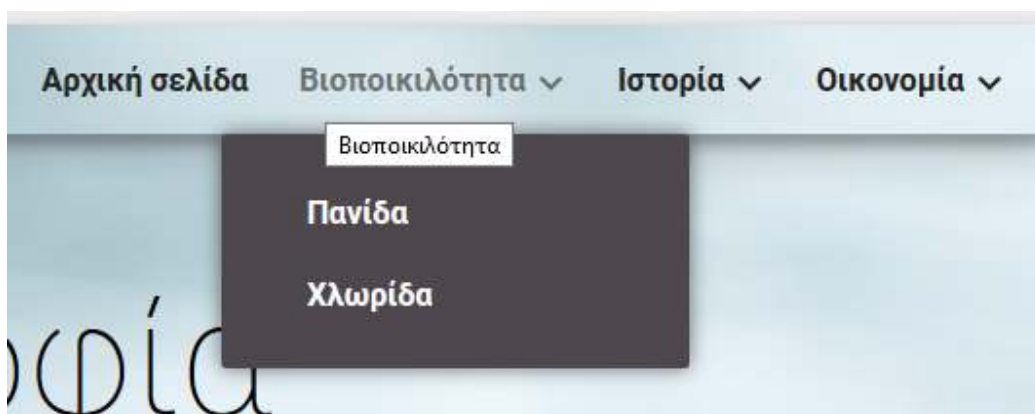 Αρχική σελίδα Βιοποικιλότητα Ιστορία Οικονομία
Βιοποικιλότητα
Πανίδα
Χλωρίδα